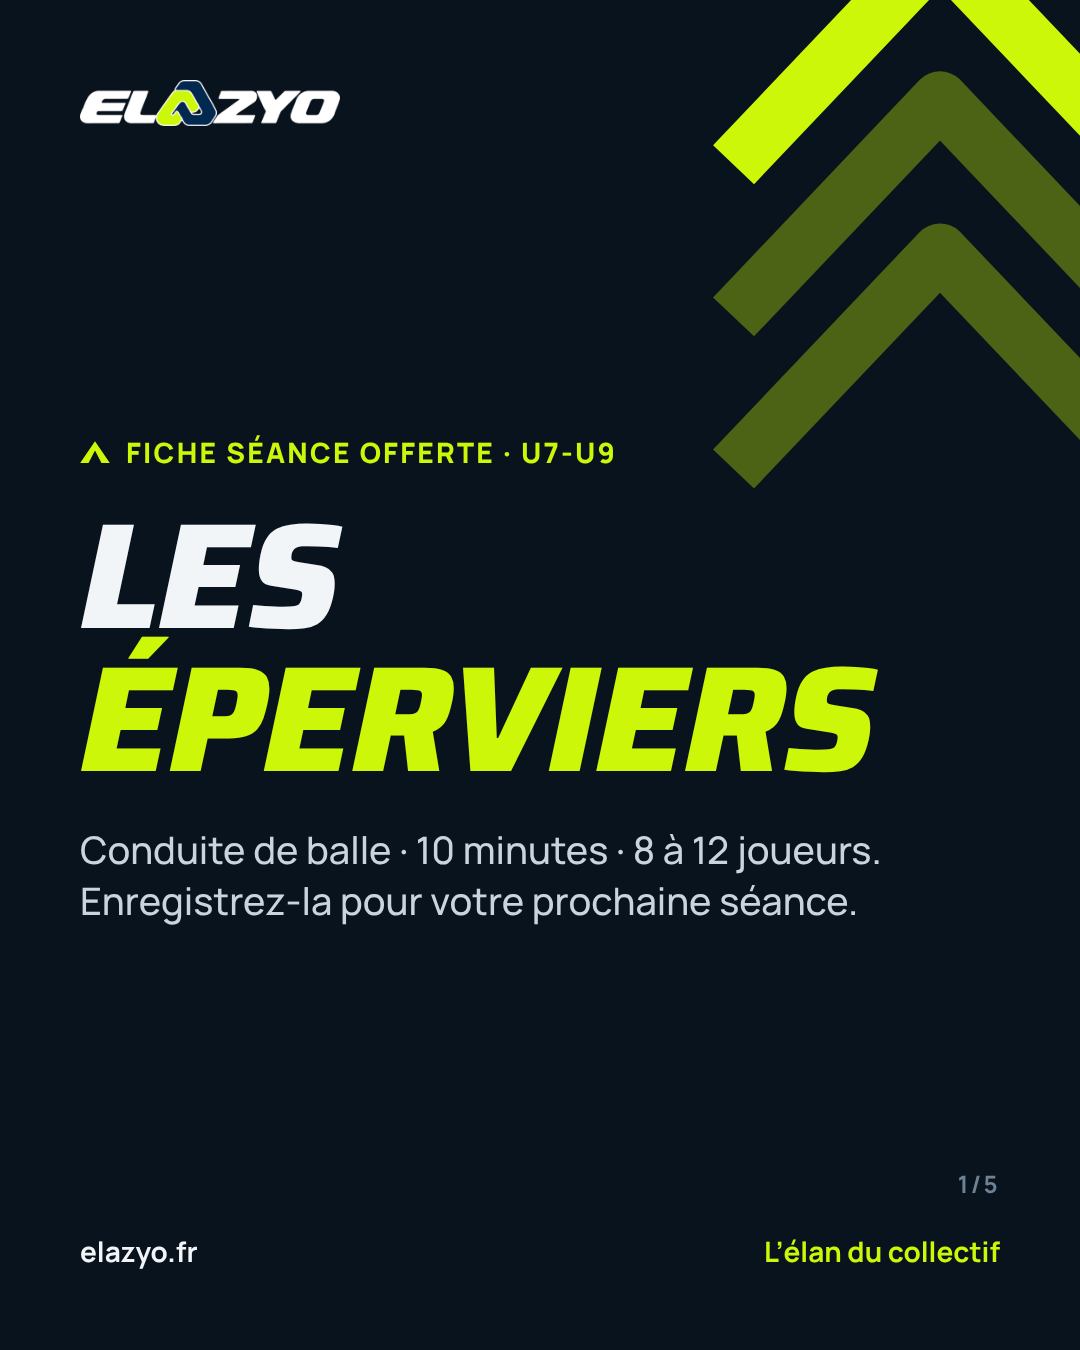 ELAZYO
FICHE SÉANCE OFFERTE · U7-U9
LES
ÉPERVIERS
Conduite de balle · 10 minutes · 8 à 12 joueurs.
Enregistrez-la pour votre prochaine séance.
1/5
elazyo.fr
L’élan du collectif